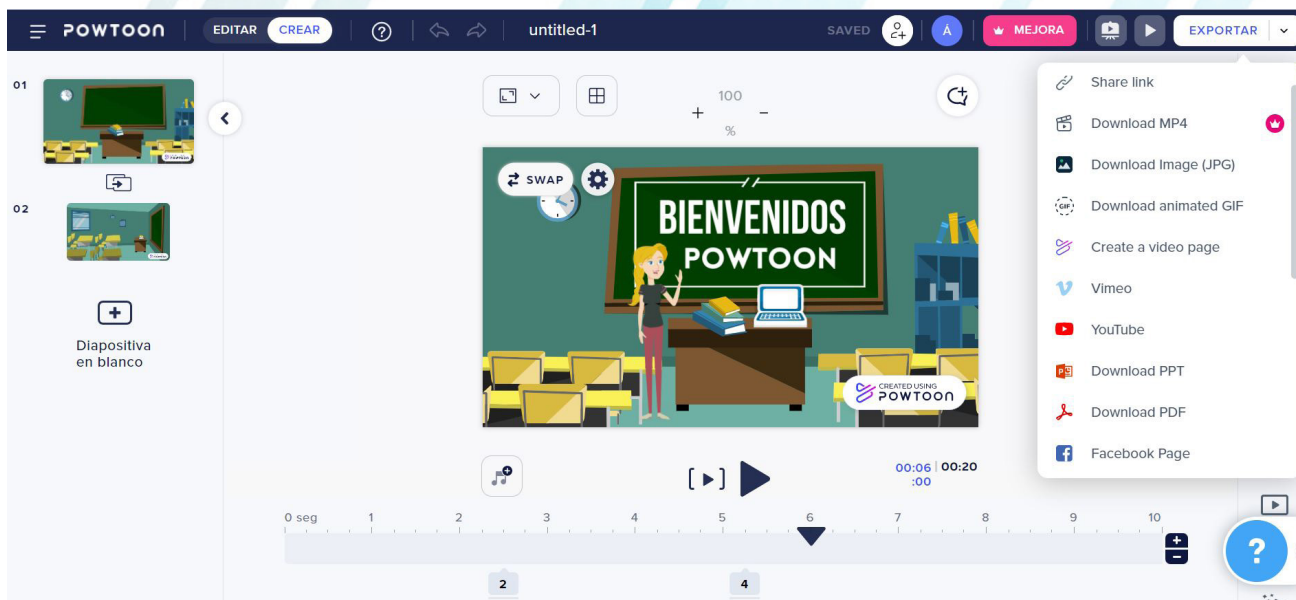 POWTOON
EDITAR
CREAR
?
untitled-1
SAVED
Á
MEJORA
EXPORTAR
01
02
Diapositiva
en blanco
+ 100 -
%
SWAP
BIENVENIDOS
POWTOON
CREATED USING
POWTOON
Share link
Download MP4
Download Image (JPG)
GIF Download animated GIF
Create a video page
Vimeo
YouTube
Download PPT
Download PDF
Facebook Page
00:06 00:20
:00
0 seg 1 2 3 4 5 6 7 8 9 10
+
-
?
2 4